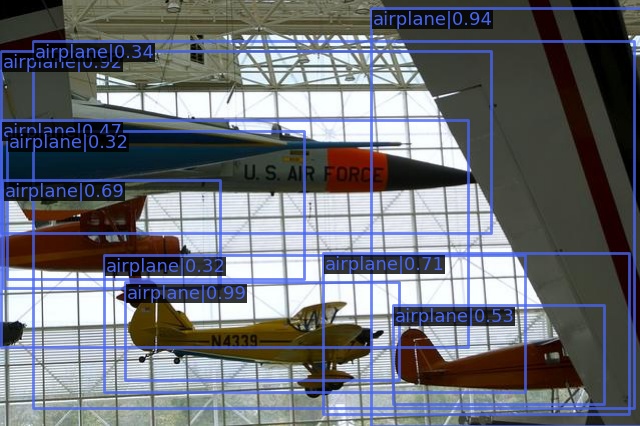 airplane|0.94
airplane|0.34
airplane|0.92
airplane|0.47
airplane|0.32
U.S. AIR FORCE
airplane|0.69
airplane|0.32
airplane|0.71
airplane|0.99
airplane|0.53
N4339